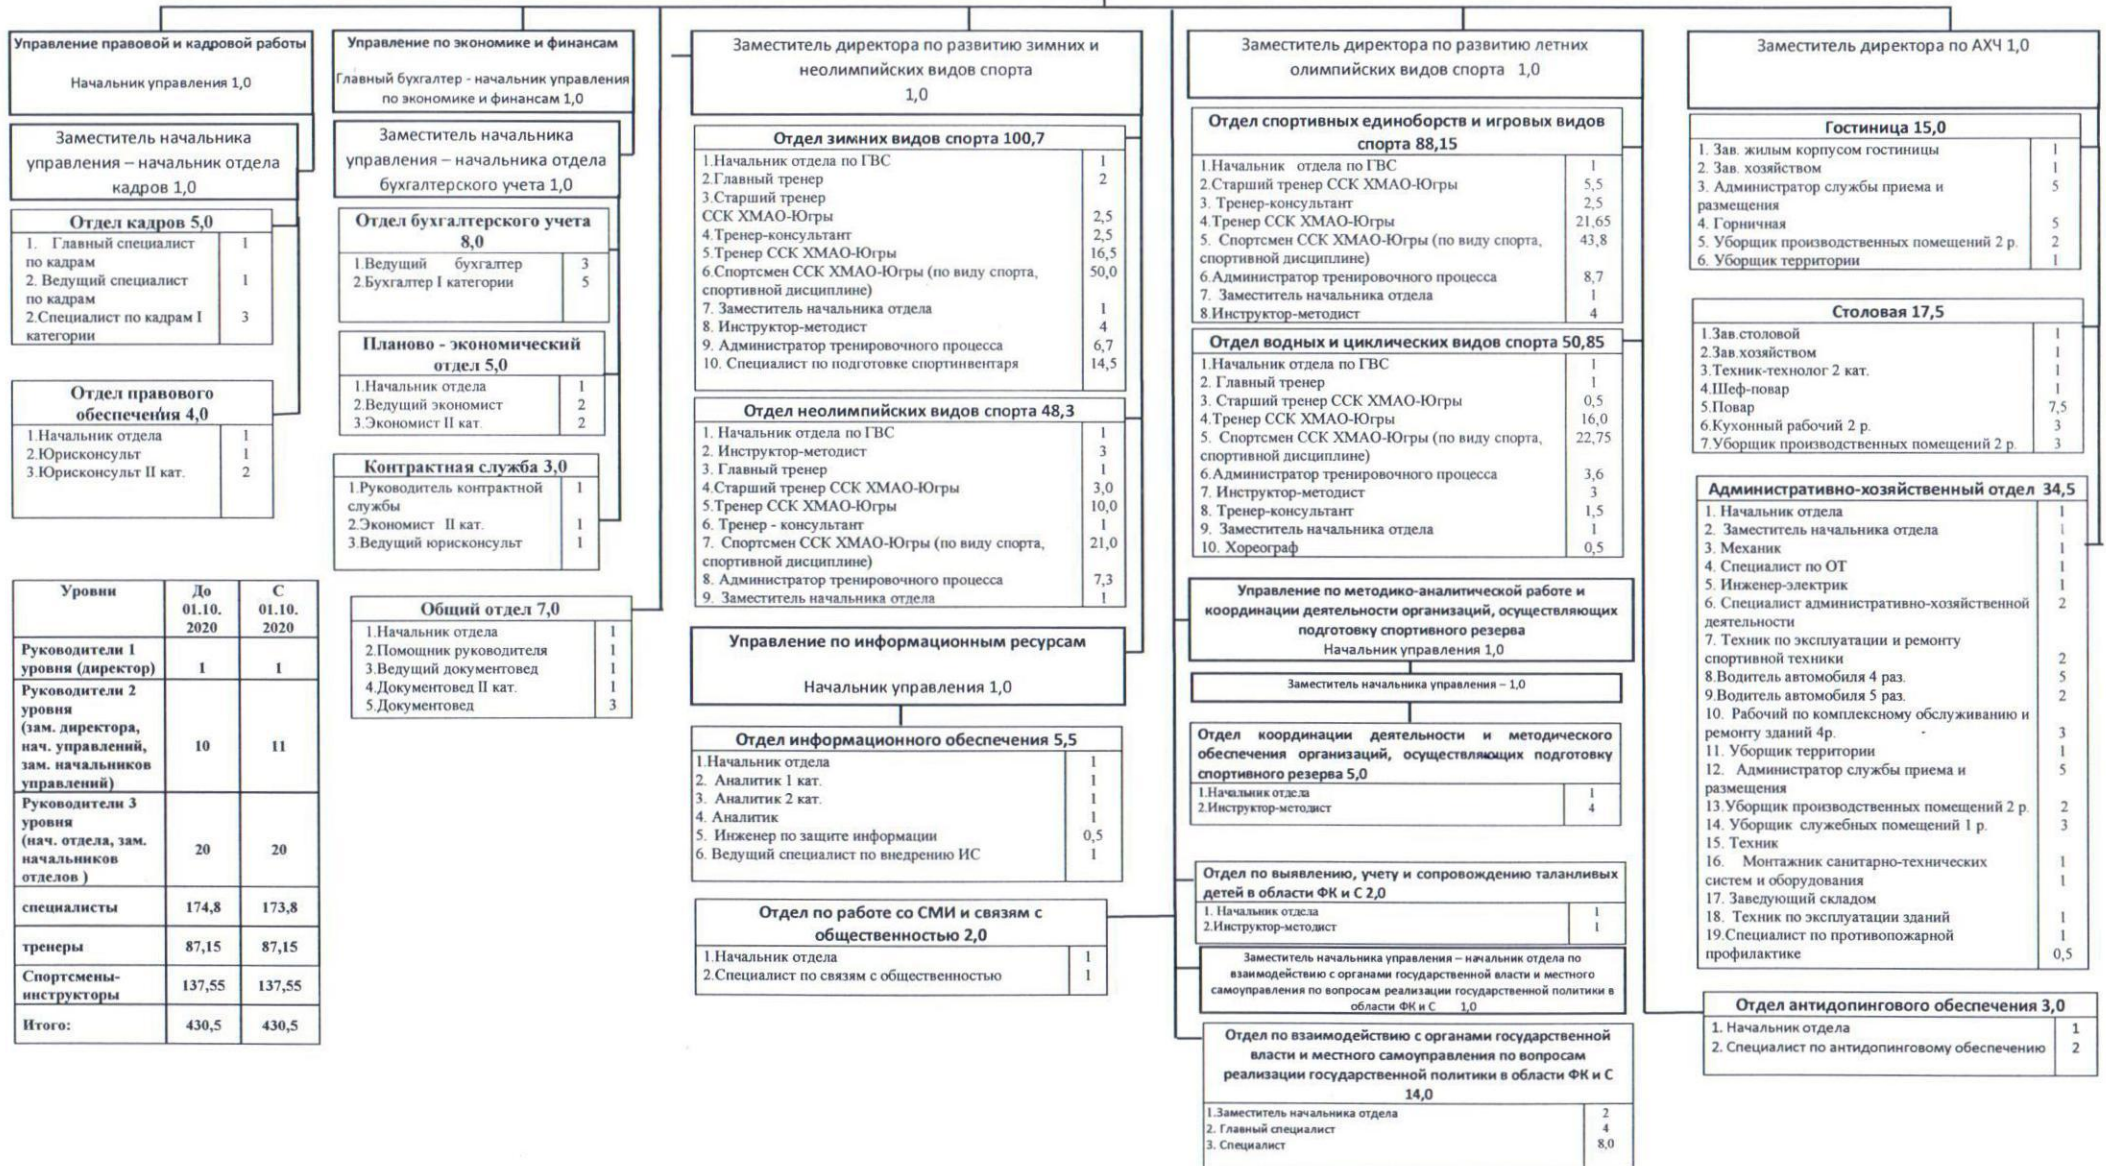 Управление правовой и кадровой работы
Начальник управления 1,0
Заместитель начальника
управления – начальник отдела
кадров 1,0
Отдел кадров 5,0
1. Главный специалист 1
по кадрам
2. Ведущий специалист 1
по кадрам
2.Специалист по кадрам I 3
категории
Отдел правового
обеспечения 4,0
1.Начальник отдела 1
2.Юрисконсульт 1
3.Юрисконсульт II кат. 2
Уровни До С
01.10. 01.10.
2020 2020
Руководители 1
уровня (директор) 1 1
Руководители 2
уровня
(зам. директора,
нач. управлений, 10 11
зам. начальников
управлений)
Руководители 3
уровня
(нач. отдела, зам. 20 20
начальников
отделов )
специалисты 174,8 173,8
тренеры 87,15 87,15
Спортсмены- 137,55 137,55
инструкторы
Итого: 430,5 430,5
Управление по экономике и финансам
Главный бухгалтер - начальник управления
по экономике и финансам 1,0
Заместитель начальника
управления – начальника отдела
бухгалтерского учета 1,0
Отдел бухгалтерского учета
8,0
1.Ведущий бухгалтер 3
2.Бухгалтер I категории 5
Планово - экономический
отдел 5,0
1.Начальник отдела 1
2.Ведущий экономист 2
3.Экономист II кат. 2
Контрактная служба 3,0
1.Руководитель контрактной 1
службы
2.Экономист II кат. 1
3.Ведущий юрисконсульт 1
Общий отдел 7,0
1.Начальник отдела 1
2.Помощник руководителя 1
3.Ведущий документовед 1
4.Документовед II кат. 1
5.Документовед 3
Заместитель директора по развитию зимних и
неолимпийских видов спорта
1,0
Отдел зимних видов спорта 100,7
1.Начальник отдела по ГВС 1
2.Главный тренер 2
3.Старший тренер
ССК ХМАО-Югры 2,5
4.Тренер-консультант 2,5
5.Тренер ССК ХМАО-Югры 16,5
6.Спортсмен ССК ХМАО-Югры (по виду спорта, 50,0
спортивной дисциплине)
7. Заместитель начальника отдела 1
8. Инструктор-методист 4
9. Администратор тренировочного процесса 6,7
10. Специалист по подготовке спортинвентаря 14,5
Отдел неолимпийских видов спорта 48,3
1. Начальник отдела по ГВС 1
2. Инструктор-методист 3
3. Главный тренер 1
4.Старший тренер ССК ХМАО-Югры 3,0
5.Тренер ССК ХМАО-Югры 10,0
6. Тренер - консультант 1
7. Спортсмен ССК ХМАО-Югры (по виду спорта, 21,0
спортивной дисциплине)
8. Администратор тренировочного процесса 7,3
9. Заместитель начальника отдела 1
Управление по информационным ресурсам
Начальник управления 1,0
Отдел информационного обеспечения 5,5
1.Начальник отдела 1
2. Аналитик 1 кат. 1
3. Аналитик 2 кат. 1
4. Аналитик 1
5. Инженер по защите информации 0,5
6. Ведущий специалист по внедрению ИС 1
Отдел по работе со СМИ и связям с
общественностью 2,0
1.Начальник отдела 1
2.Специалист по связям с общественностью 1
Заместитель директора по развитию летних
олимпийских видов спорта 1,0
Отдел спортивных единоборств и игровых видов
спорта 88,15
1.Начальник отдела по ГВС 1
2.Старший тренер ССК ХМАО-Югры 5,5
3. Тренер-консультант 2,5
4.Тренер ССК ХМАО-Югры 21,65
5. Спортсмен ССК ХМАО-Югры (по виду спорта, 43,8
спортивной дисциплине)
6.Администратор тренировочного процесса 8,7
7. Заместитель начальника отдела 1
8.Инструктор-методист 4
Отдел водных и циклических видов спорта 50,85
1.Начальник отдела по ГВС 1
2. Главный тренер 1
3. Старший тренер ССК ХМАО-Югры 0,5
4.Тренер ССК ХМАО-Югры 16,0
5. Спортсмен ССК ХМАО-Югры (по виду спорта, 22,75
спортивной дисциплине)
6.Администратор тренировочного процесса 3,6
7. Инструктор-методист 3
8. Тренер-консультант 1,5
9. Заместитель начальника отдела 1
10. Хореограф 0,5
Управление по методико-аналитической работе и
координации деятельности организаций, осуществляющих
подготовку спортивного резерва
Начальник управления 1,0
Заместитель начальника управления – 1,0
Отдел координации деятельности и методического
обеспечения организаций, осуществляющих подготовку
спортивного резерва 5,0
1.Начальник отдела 1
2.Инструктор-методист 4
Отдел по выявлению, учету и сопровождению таланливых
детей в области ФК и С 2,0
1. Начальник отдела 1
2.Инструктор-методист 1
Заместитель начальника управления – начальник отдела по
взаимодействию с органами государственной власти и местного
самоуправления по вопросам реализации государственной политики в
области ФК и С 1,0
Отдел по взаимодействию с органами государственной
власти и местного самоуправления по вопросам
реализации государственной политики в области ФК и С
14,0
1.Заместитель начальника отдела 2
2. Главный специалист 4
3. Специалист 8,0
Заместитель директора по АХЧ 1,0
Гостиница 15,0
1. Зав. жилым корпусом гостиницы 1
2. Зав. хозяйством 1
3. Администратор службы приема и 5
размещения
4. Горничная 5
5. Уборщик производственных помещений 2 р. 2
6. Уборщик территории 1
Столовая 17,5
1.Зав.столовой 1
2.Зав.хозяйством 1
3.Техник-технолог 2 кат. 1
4.Шеф-повар 1
5.Повар 7,5
6.Кухонный рабочий 2 р. 3
7.Уборщик производственных помещений 2 р. 3
Административно-хозяйственный отдел 34,5
1. Начальник отдела 1
2. Заместитель начальника отдела 1
3. Механик 1
4. Специалист по ОТ 1
5. Инженер-электрик 1
6. Специалист административно-хозяйственной 2
деятельности
7. Техник по эксплуатации и ремонту
спортивной техники 2
8.Водитель автомобиля 4 раз. 5
9.Водитель автомобиля 5 раз. 2
10. Рабочий по комплексному обслуживанию и
ремонту зданий 4р. 3
11. Уборщик территории 1
12. Администратор службы приема и 5
размещения
13.Уборщик производственных помещений 2 р. 2
14. Уборщик служебных помещений 1 р. 3
15. Техник
16. Монтажник санитарно-технических 1
систем и оборудования 1
17. Заведующий складом
18. Техник по эксплуатации зданий 1
19.Специалист по противопожарной 1
профилактике 0,5
Отдел антидопингового обеспечения 3,0
1. Начальник отдела 1
2. Специалист по антидопинговому обеспечению 2